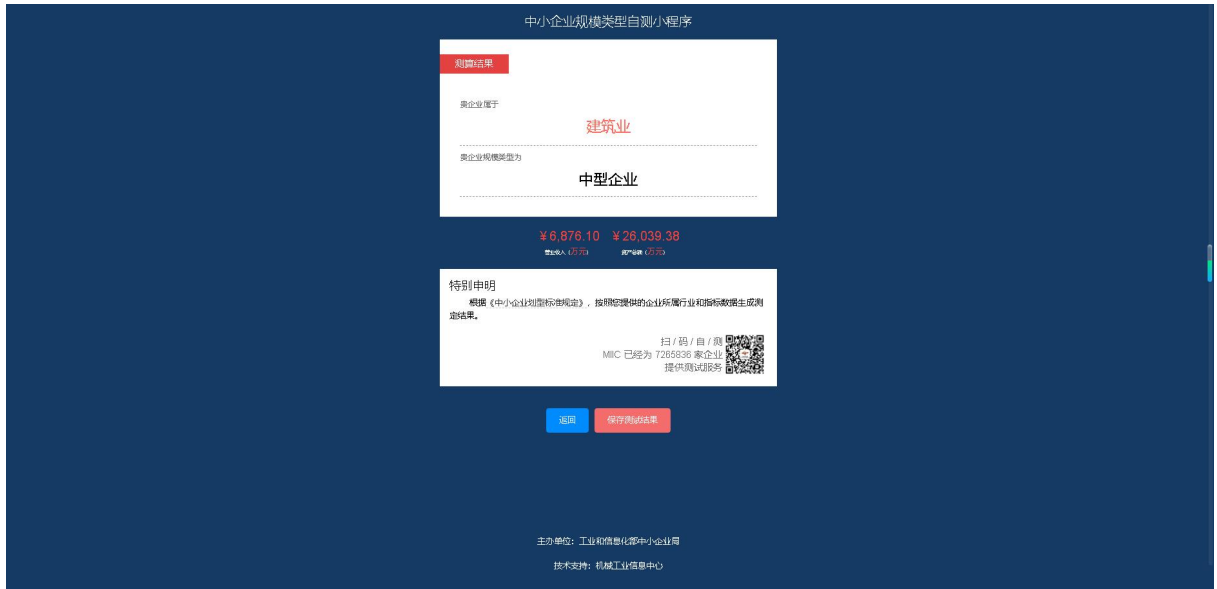 中小企业规模类型自测小程序
测算结果
贵企业属于
建筑业
贵企业规模类型为
中型企业
￥6,876.10 ￥26,039.38
营业收入（万元） 资产总额（万元）
特别申明
根据《中小企业划型标准规定》，按照您提供的企业所属行业和指标数据生成测
定结果。
扫 / 码 / 自 / 测
MIIC 已经为 7265836 家企业
提供测试服务
返回 保存测试结果
主办单位：工业和信息化部中小企业局
技术支持：机械工业信息中心